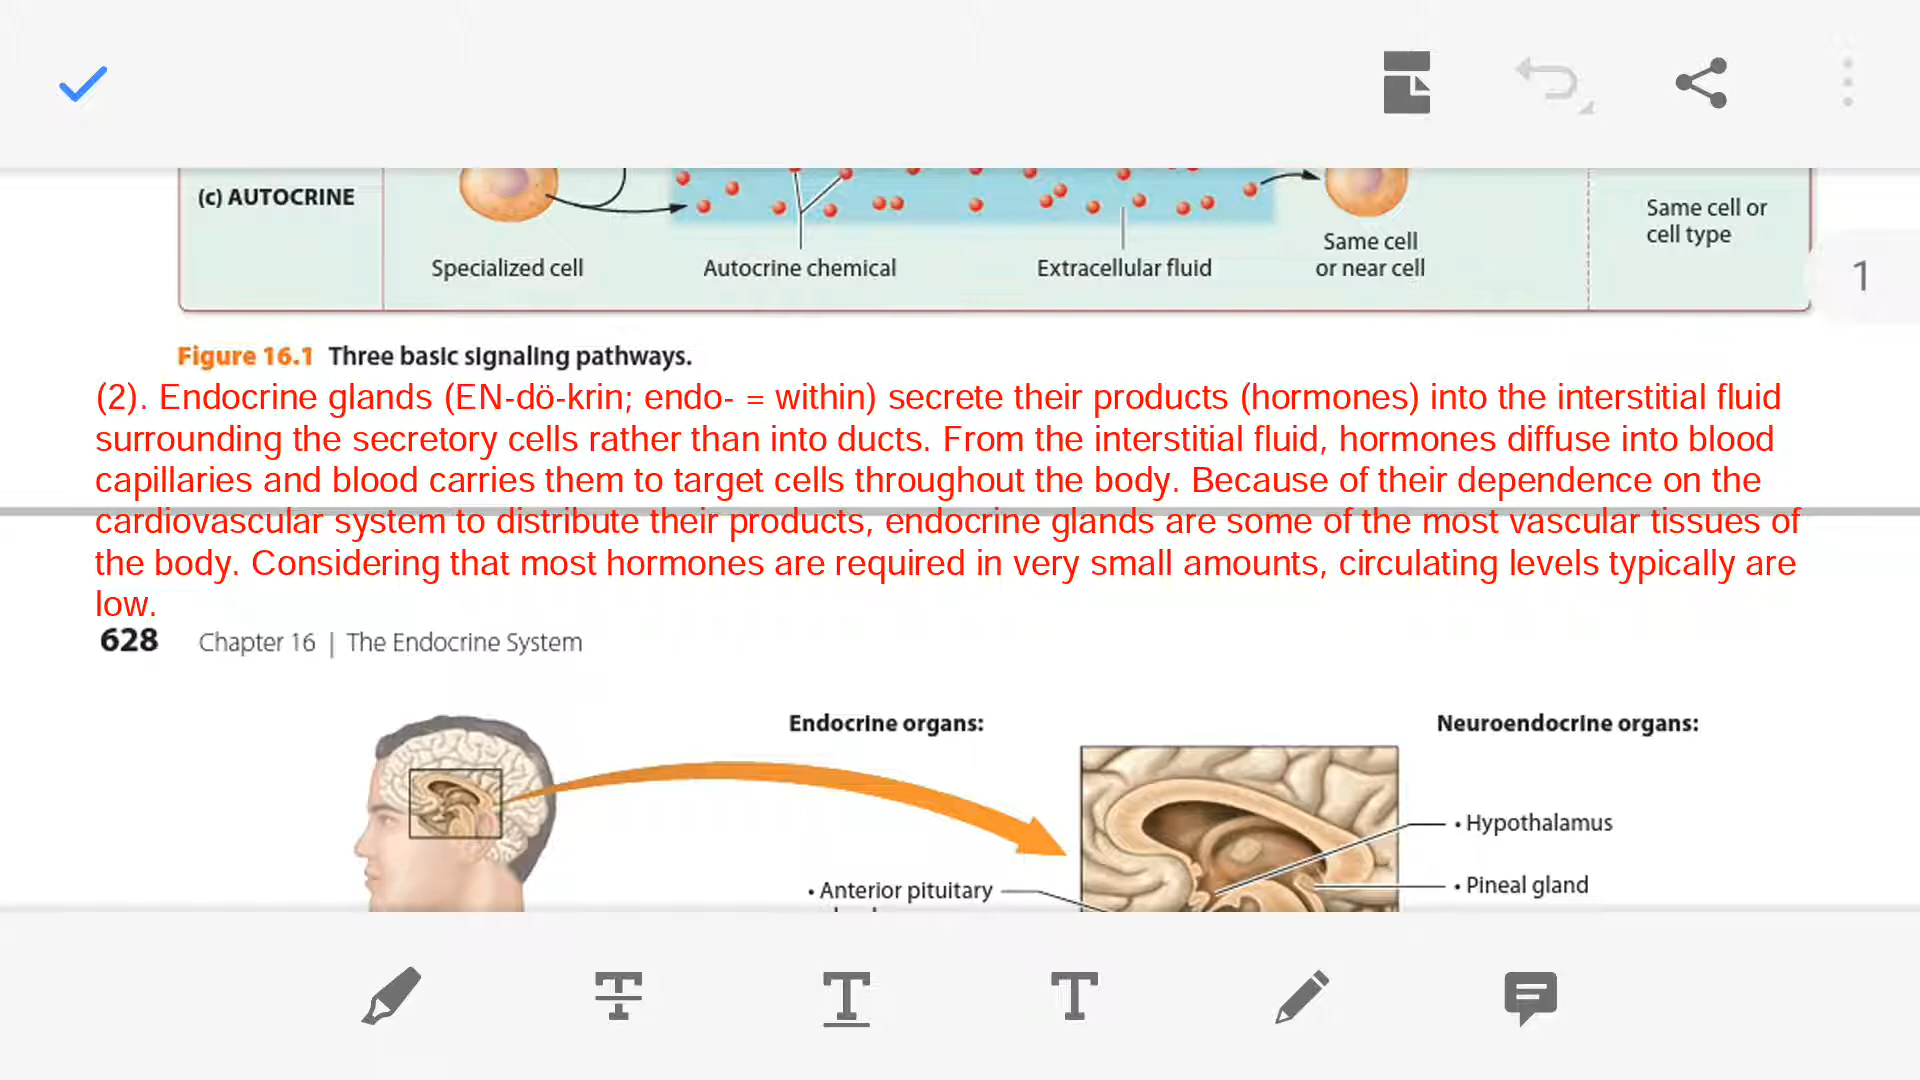 (c) AUTOCRINE
Specialized cell
Autocrine chemical
Extracellular fluid
Same cell
or near cell
Same cell or
cell type
1
Figure 16.1 Three basic signaling pathways.
(2). Endocrine glands (EN-dö-krin; endo- = within) secrete their products (hormones) into the interstitial fluid
surrounding the secretory cells rather than into ducts. From the interstitial fluid, hormones diffuse into blood
capillaries and blood carries them to target cells throughout the body. Because of their dependence on the
cardiovascular system to distribute their products, endocrine glands are some of the most vascular tissues of
the body. Considering that most hormones are required in very small amounts, circulating levels typically are
low.
628 Chapter 16 | The Endocrine System
Endocrine organs:
Neuroendocrine organs:
• Hypothalamus
• Pineal gland
• Anterior pituitary